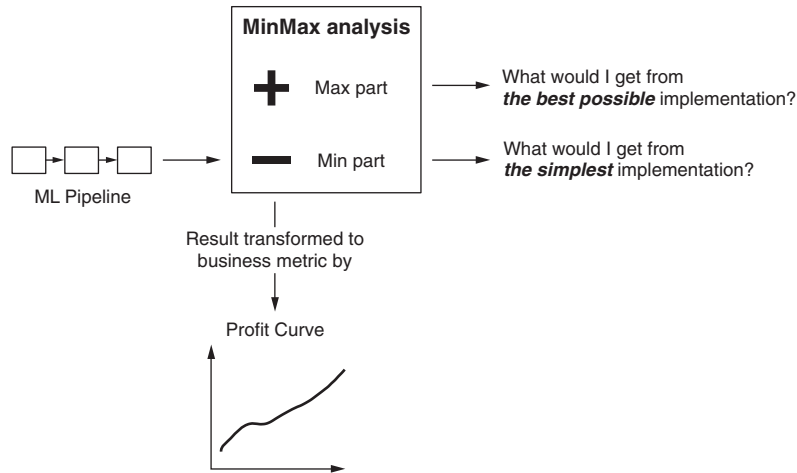 MinMax analysis
Max part
What would I get from
the best possible implementation?
Min part
What would I get from
the simplest implementation?
ML Pipeline
Result transformed to
business metric by
Profit Curve